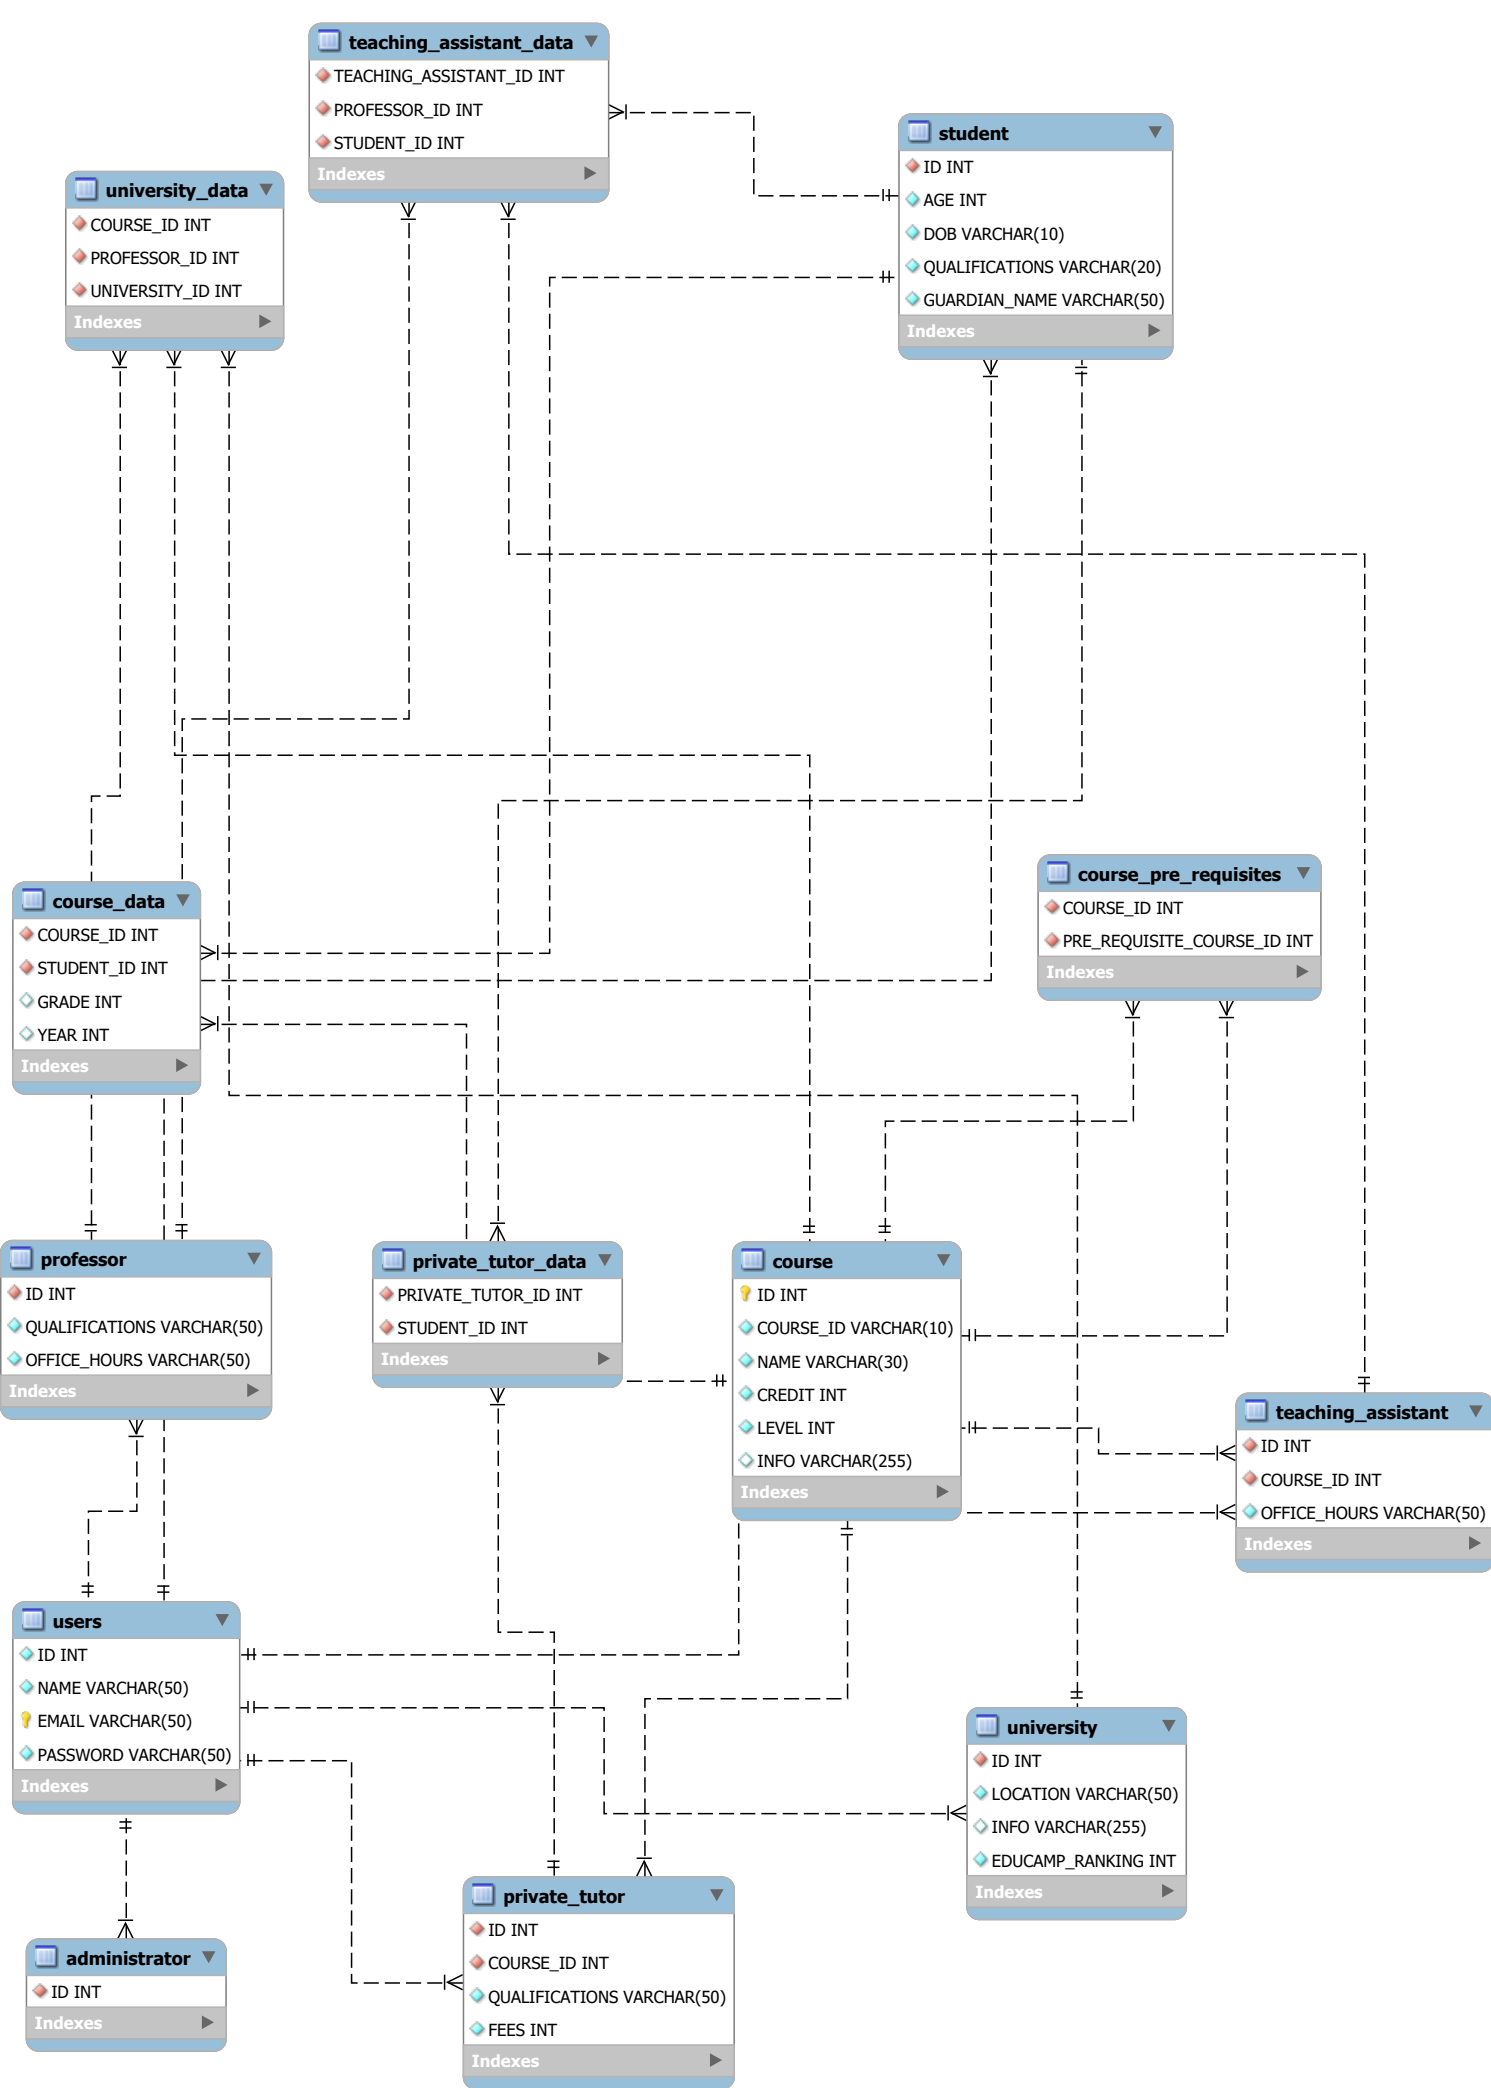 teaching_assistant_data
TEACHING_ASSISTANT_ID INT
PROFESSOR_ID INT
STUDENT_ID INT
Indexes
student
ID INT
AGE INT
DOB VARCHAR(10)
QUALIFICATIONS VARCHAR(20)
GUARDIAN_NAME VARCHAR(50)
Indexes
university_data
COURSE_ID INT
PROFESSOR_ID INT
UNIVERSITY_ID INT
Indexes
course_data
COURSE_ID INT
STUDENT_ID INT
GRADE INT
YEAR INT
Indexes
course_pre_requisites
COURSE_ID INT
PRE_REQUISITE_COURSE_ID INT
Indexes
professor
ID INT
QUALIFICATIONS VARCHAR(50)
OFFICE_HOURS VARCHAR(50)
Indexes
private_tutor_data
PRIVATE_TUTOR_ID INT
STUDENT_ID INT
Indexes
course
ID INT
COURSE_ID VARCHAR(10)
NAME VARCHAR(30)
CREDIT INT
LEVEL INT
INFO VARCHAR(255)
Indexes
teaching_assistant
ID INT
COURSE_ID INT
OFFICE_HOURS VARCHAR(50)
Indexes
users
ID INT
NAME VARCHAR(50)
EMAIL VARCHAR(50)
PASSWORD VARCHAR(50)
Indexes
university
ID INT
LOCATION VARCHAR(50)
INFO VARCHAR(255)
EDUCAMP_RANKING INT
Indexes
private_tutor
ID INT
COURSE_ID INT
QUALIFICATIONS VARCHAR(50)
FEES INT
Indexes
administrator
ID INT
Indexes